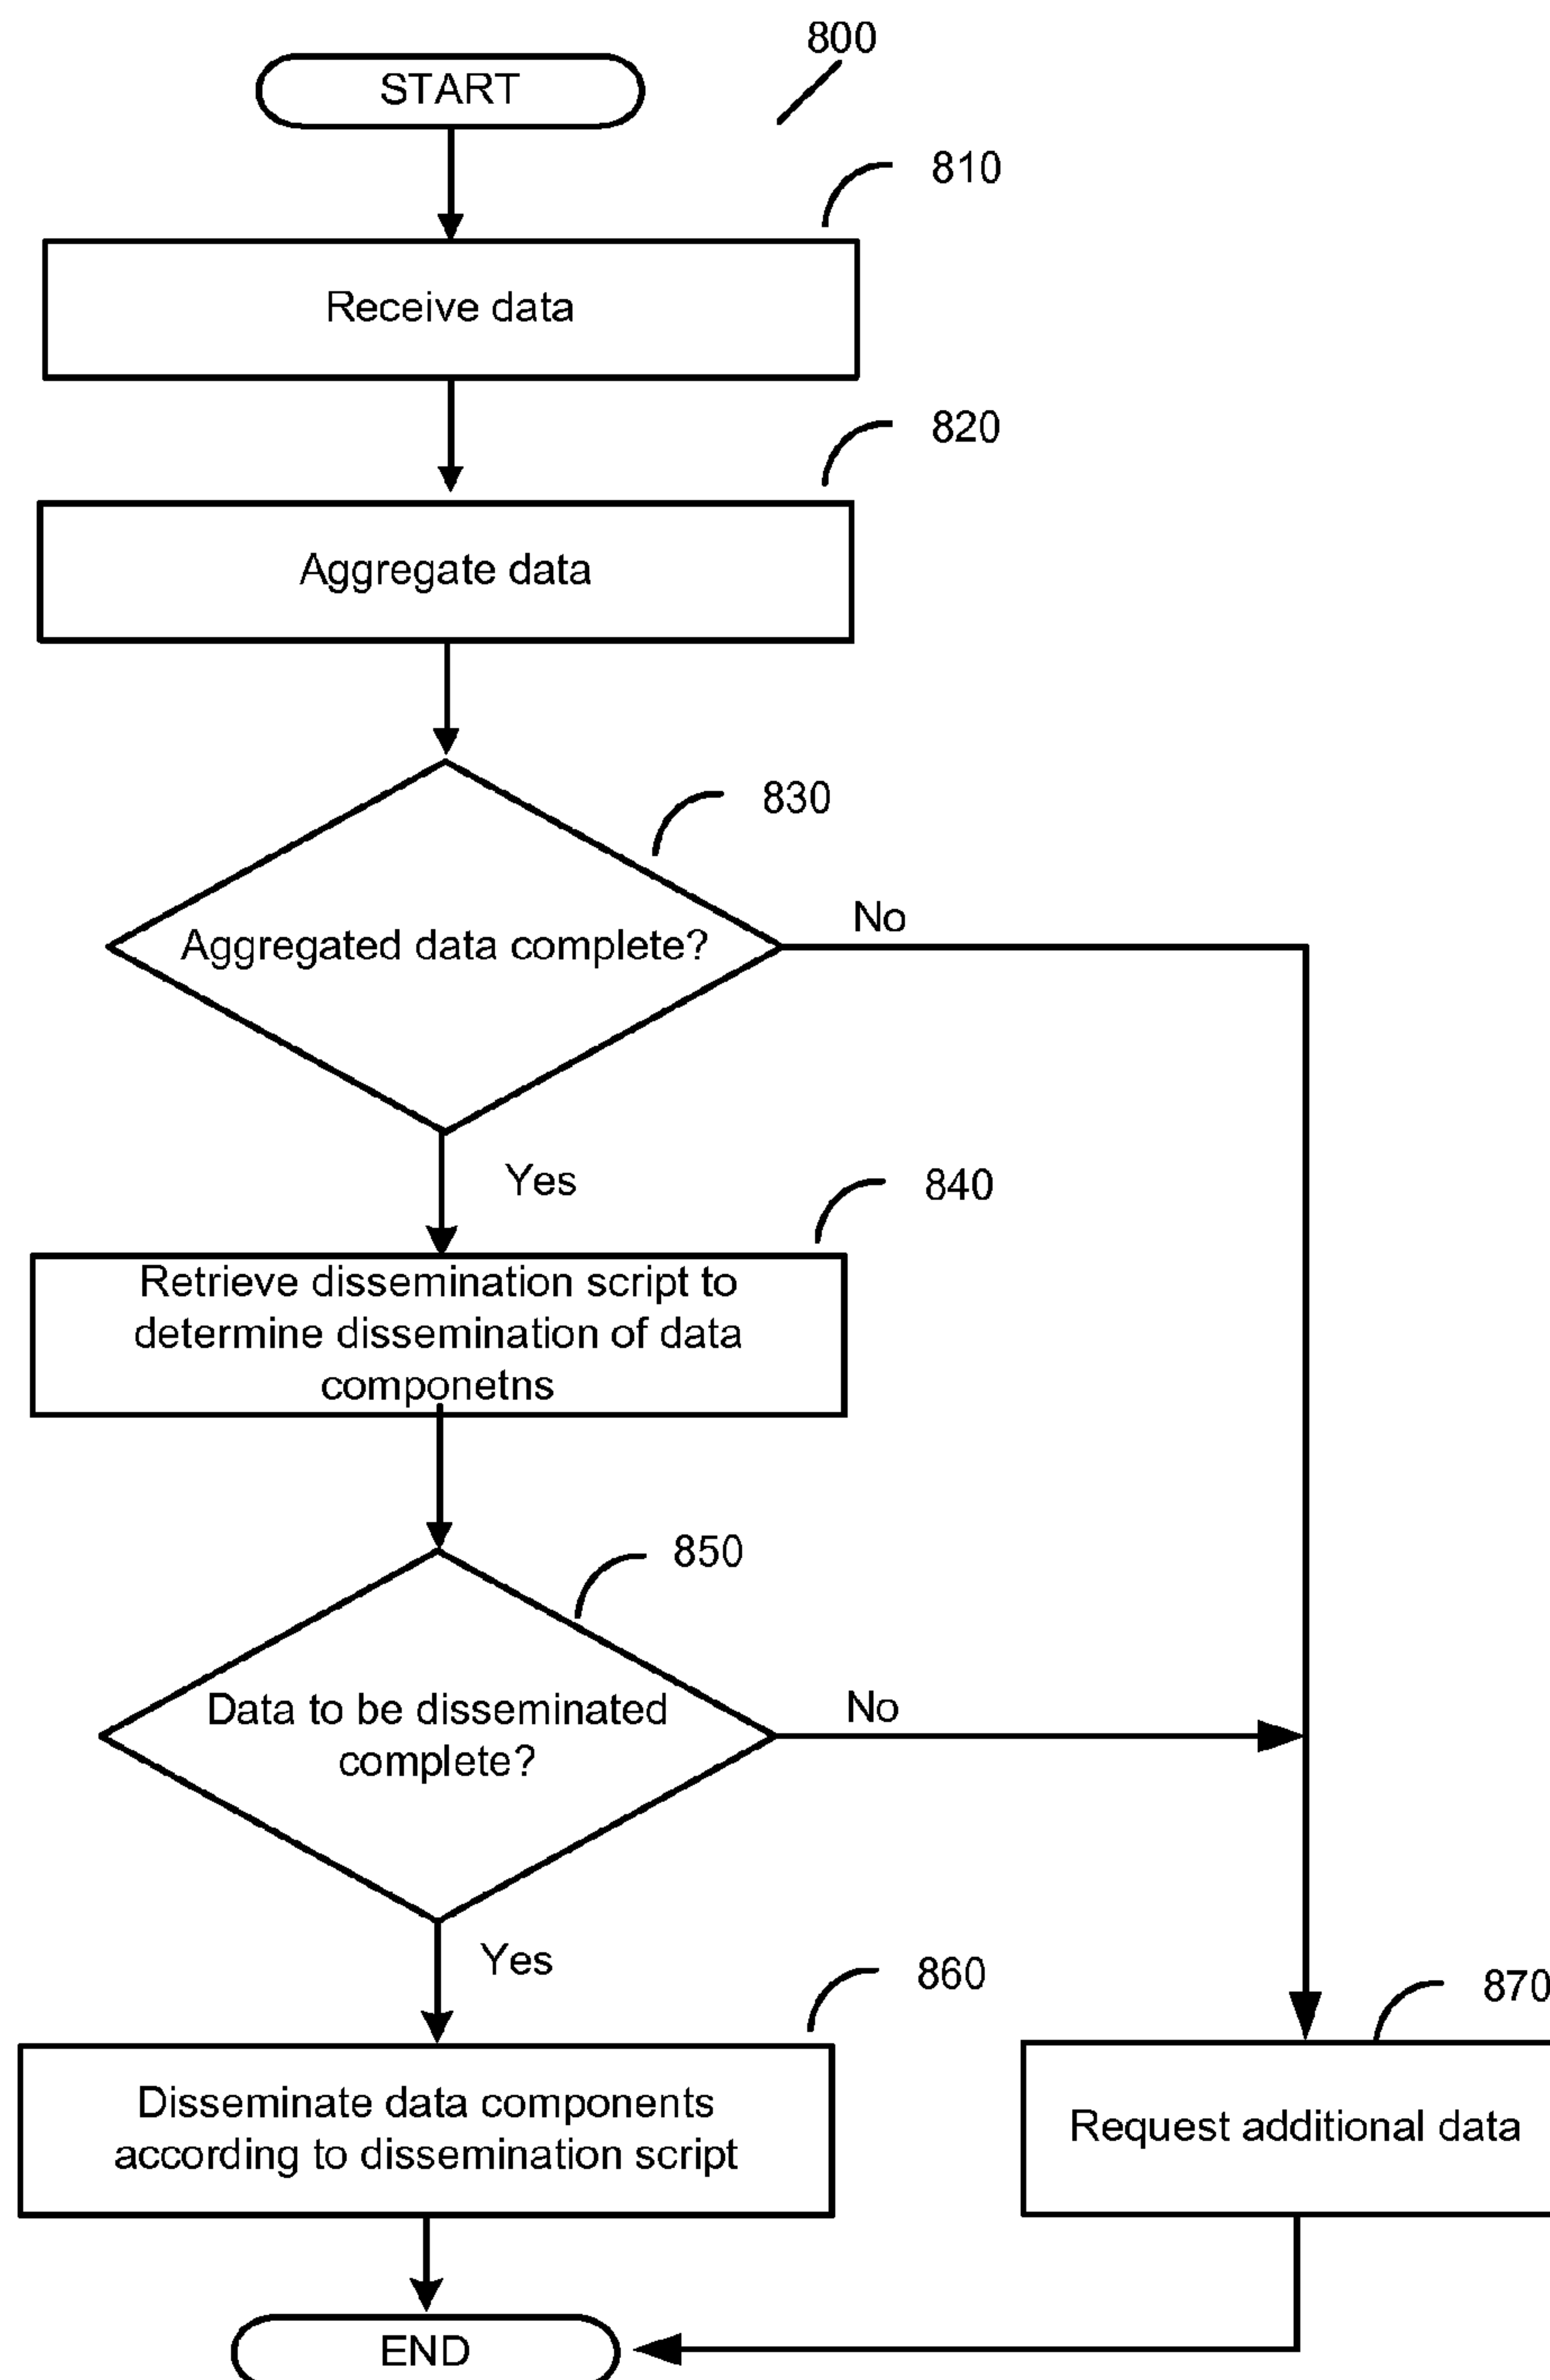 800
START
810
Receive data
820
Aggregate data
830
Aggregated data complete?
No
Yes
840
Retrieve dissemination script to
determine dissemination of data
componetns
850
Data to be disseminated
complete?
No
Yes
860
870
Disseminate data components
according to dissemination script
Request additional data
END